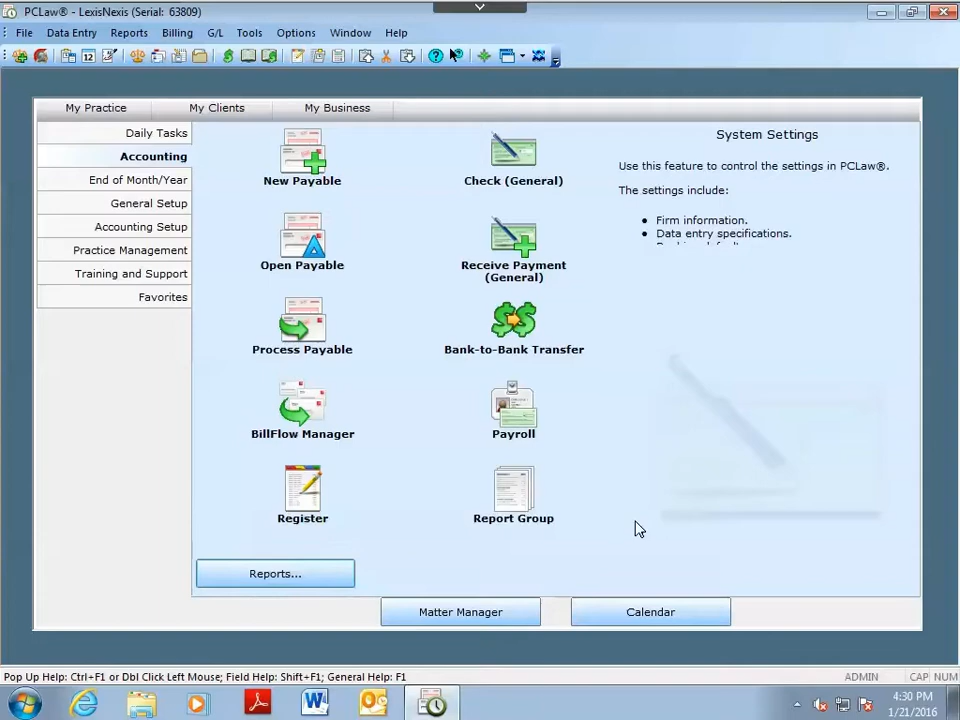 PCLaw® - LexisNexis (Serial: 63809)
File Data Entry Reports Billing G/L Tools Options Window Help
12
My Practice My Clients My Business
Daily Tasks
Accounting
End of Month/Year
General Setup
Accounting Setup
Practice Management
Training and Support
Favorites
New Payable
Check (General)
Open Payable
Receive Payment
(General)
Process Payable
Bank-to-Bank Transfer
BillFlow Manager
Payroll
Register
Report Group
Reports...
System Settings
Use this feature to control the settings in PCLaw®.
The settings include:
• Firm information.
• Data entry specifications.
Matter Manager
Calendar
Pop Up Help: Ctrl+F1 or Dbl Click Left Mouse; Field Help: Shift+F1; General Help: F1
ADMIN CAP NUM
4:30 PM
1/21/2016